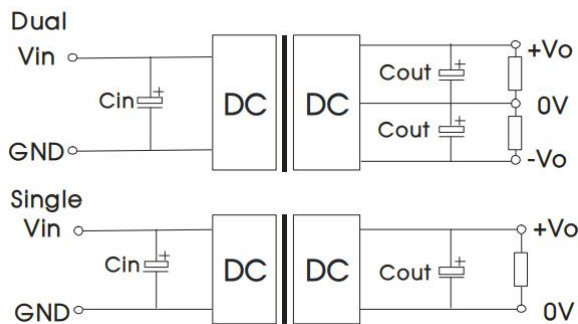 Dual
Vin
+Vo
Cin
+
DC
DC
Cout
+
0V
Cout
+
GND
-Vo
Single
Vin
+Vo
Cin
+
DC
DC
Cout
+
GND
0V